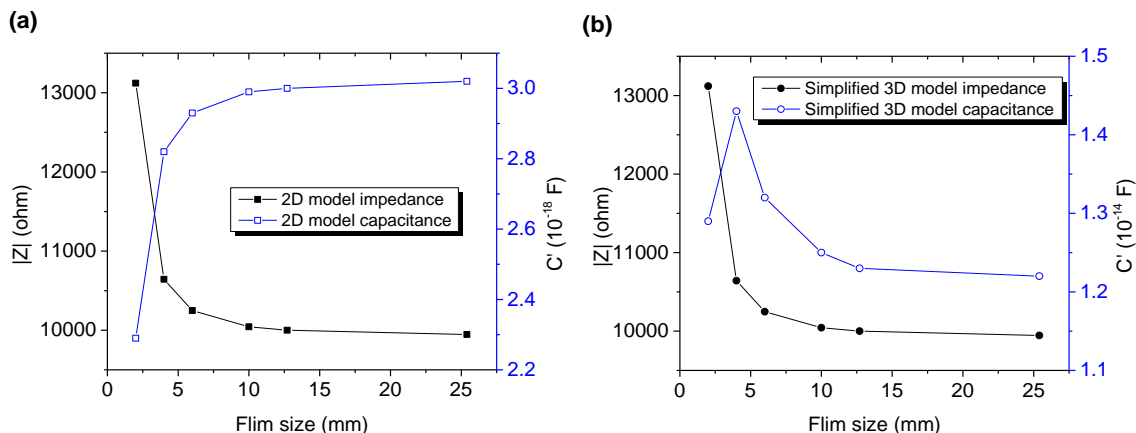 (a)
13000
12000
11000
10000
|Z| (ohm)
0 5 10 15 20 25
Flim size (mm)
3.0
2.8
2.6
2.4
2.2
C' (10⁻¹⁸ F)
2D model impedance
2D model capacitance
(b)
13000
12000
11000
10000
|Z| (ohm)
0 5 10 15 20 25
Flim size (mm)
1.5
1.4
1.3
1.2
1.1
C' (10⁻¹⁴ F)
Simplified 3D model impedance
Simplified 3D model capacitance